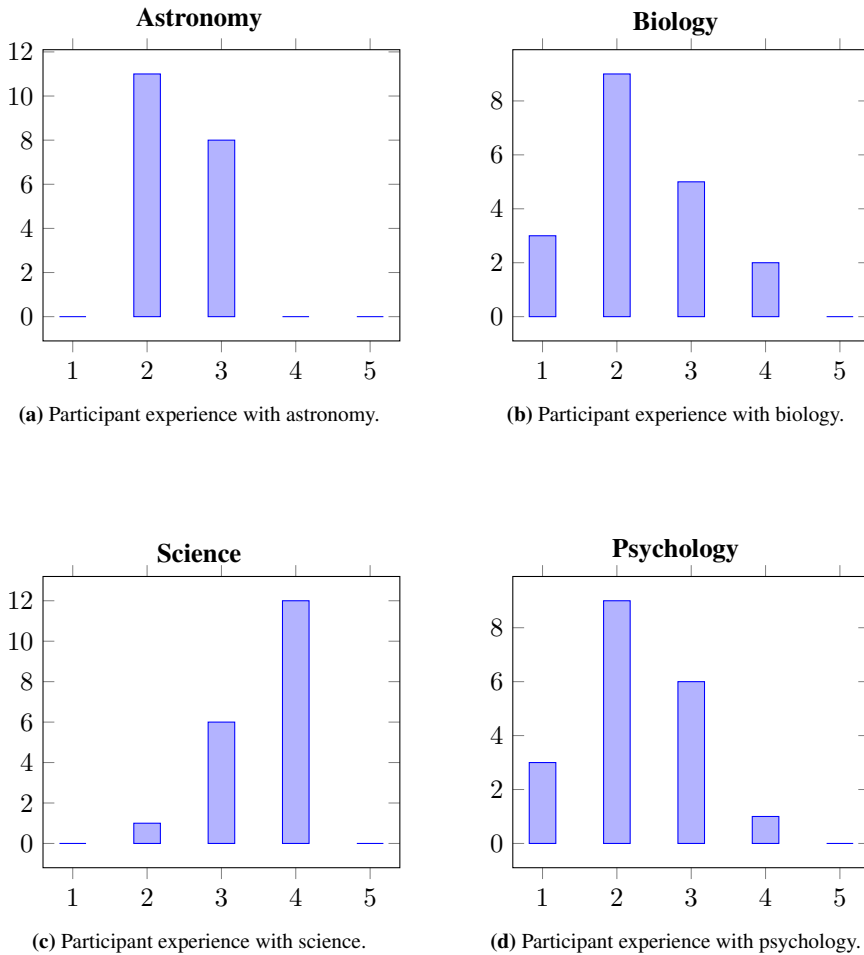 Astronomy
12
10
8
6
4
2
0
1 2 3 4 5
(a) Participant experience with astronomy.
Biology
8
6
4
2
0
1 2 3 4 5
(b) Participant experience with biology.
Science
12
10
8
6
4
2
0
1 2 3 4 5
(c) Participant experience with science.
Psychology
8
6
4
2
0
1 2 3 4 5
(d) Participant experience with psychology.